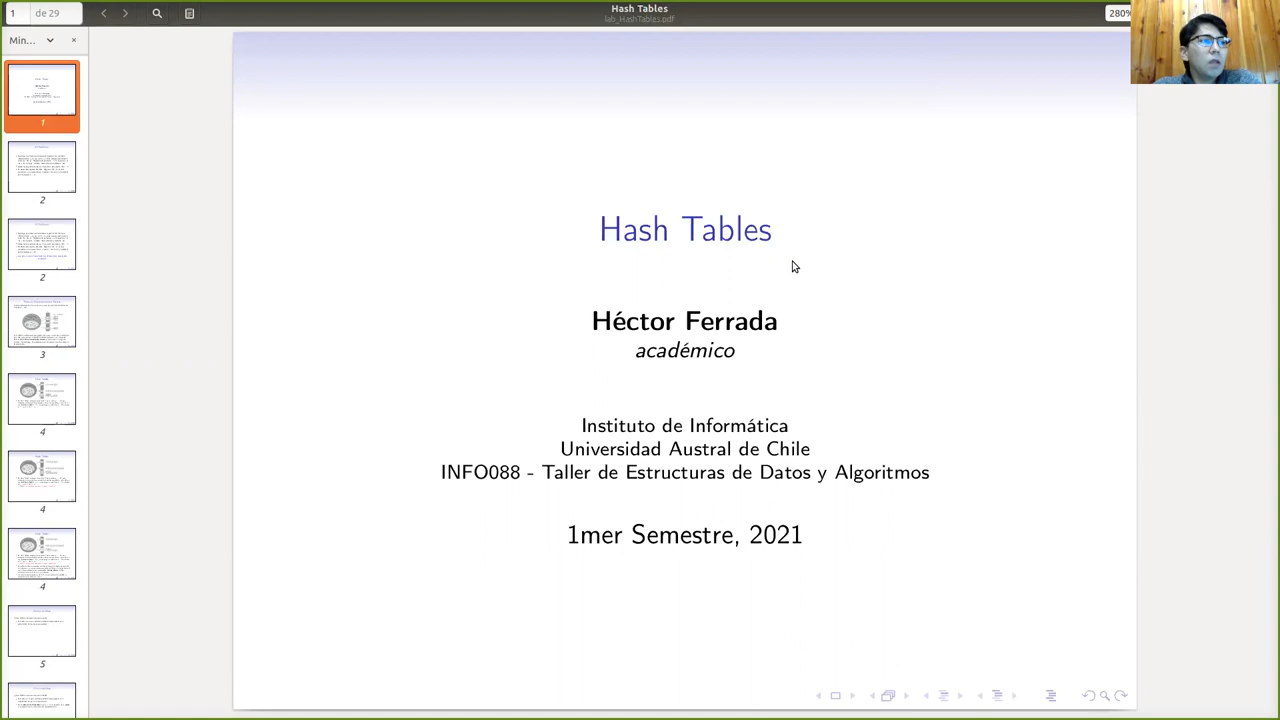 1 de 29
Hash Tables
lab_HashTables.pdf
280%
Min...
1
2
2
3
4
4
4
5
Hash Tables
Héctor Ferrada
académico
Instituto de Informática
Universidad Austral de Chile
INFO088 - Taller de Estructuras de Datos y Algoritmos
1mer Semestre, 2021